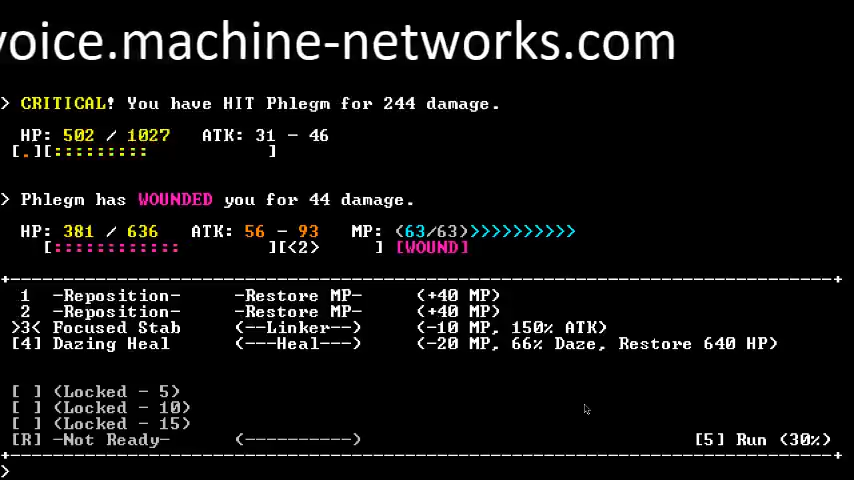 voice.machine-networks.com
> CRITICAL! You have HIT Phlegm for 244 damage.
HP: 502 / 1027 ATK: 31 - 46
[.][::::::::: ]
> Phlegm has WOUNDED you for 44 damage.
HP: 381 / 636 ATK: 56 - 93 MP: (63/63)>>>>>>>>>>
[:::::::::::: ][<2> ] [WOUND]
+------------------------------------------------------------------------------+
1 -Reposition- -Restore MP- (+40 MP)
2 -Reposition- -Restore MP- (+40 MP)
>3< Focused Stab (--Linker--) (-10 MP, 150% ATK)
[4] Dazing Heal (---Heal---) (-20 MP, 66% Daze, Restore 640 HP)
[ ] (Locked - 5)
[ ] (Locked - 10)
[ ] (Locked - 15)
[R] -Not Ready- (----------) [5] Run (30%)
+------------------------------------------------------------------------------+
>